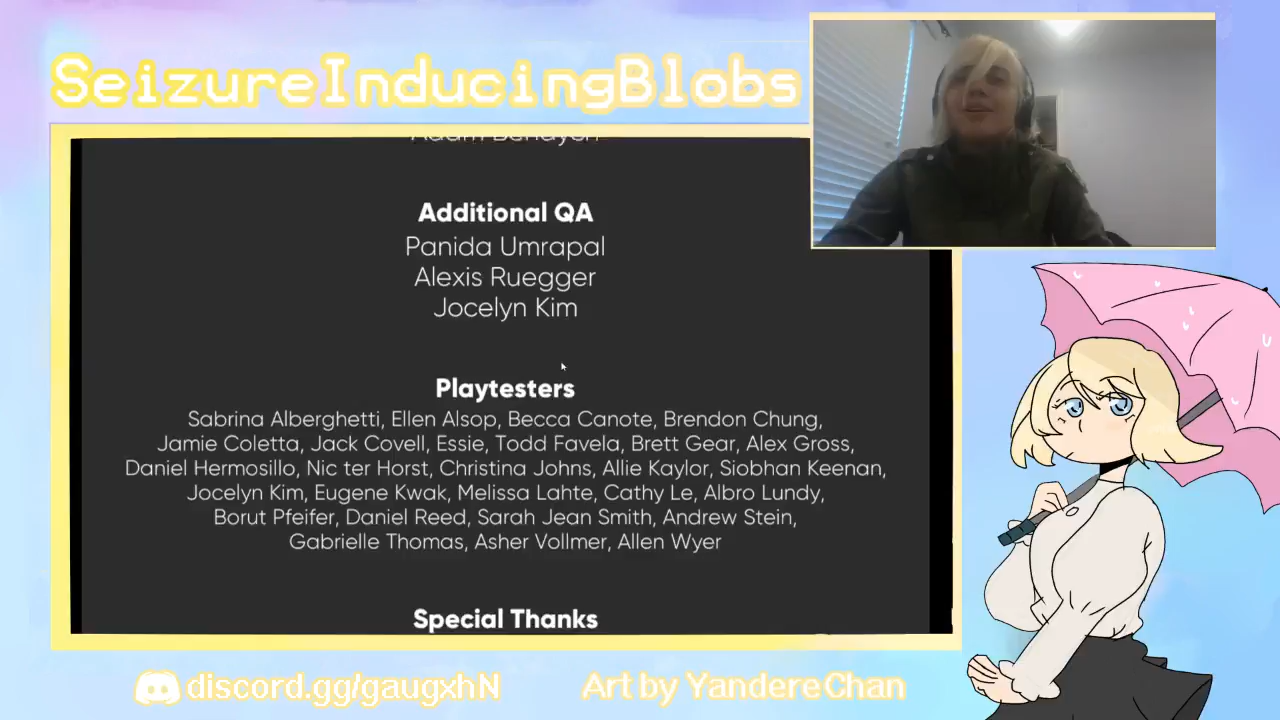 SeizureInducingBlobs
Additional QA
Panida Umrapal
Alexis Ruegger
Jocelyn Kim
Playtesters
Sabrina Alberghetti, Ellen Alsop, Becca Canote, Brendon Chung,
Jamie Coletta, Jack Covell, Essie, Todd Favela, Brett Gear, Alex Gross,
Daniel Hermosillo, Nic ter Horst, Christina Johns, Allie Kaylor, Siobhan Keenan,
Jocelyn Kim, Eugene Kwak, Melissa Lahte, Cathy Le, Albro Lundy,
Borut Pfeifer, Daniel Reed, Sarah Jean Smith, Andrew Stein,
Gabrielle Thomas, Asher Vollmer, Allen Wyer
Special Thanks
discord.gg/gaugxhN
Art by YandereChan